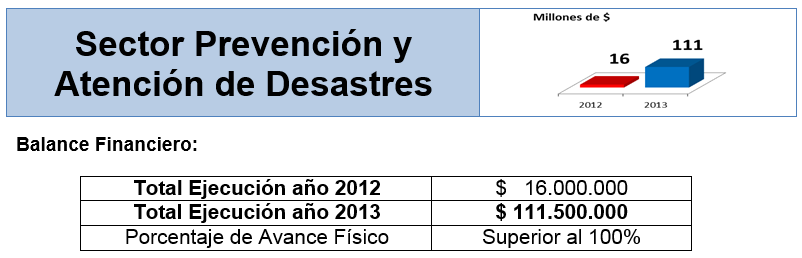 Sector Prevención y
Atención de Desastres
Millones de $
16
111
2012
2013
Balance Financiero:
Total Ejecución año 2012 $ 16.000.000
Total Ejecución año 2013 $ 111.500.000
Porcentaje de Avance Físico Superior al 100%